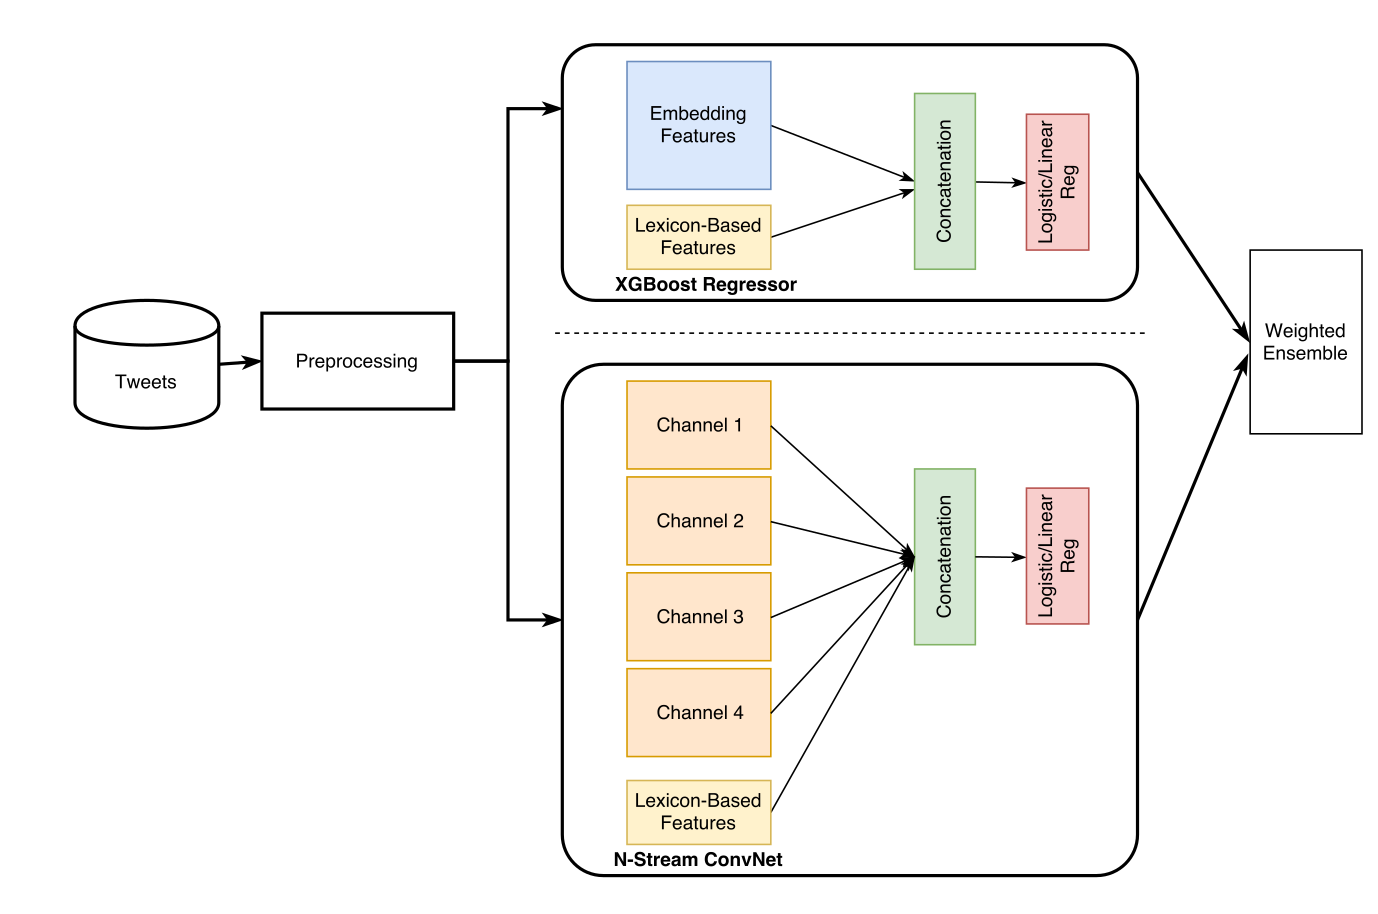 Tweets
Preprocessing
Embedding
Features
Lexicon-Based
Features
Concatenation
Logistic/Linear
Reg
XGBoost Regressor
Channel 1
Channel 2
Channel 3
Channel 4
Lexicon-Based
Features
Concatenation
Logistic/Linear
Reg
N-Stream ConvNet
Weighted
Ensemble